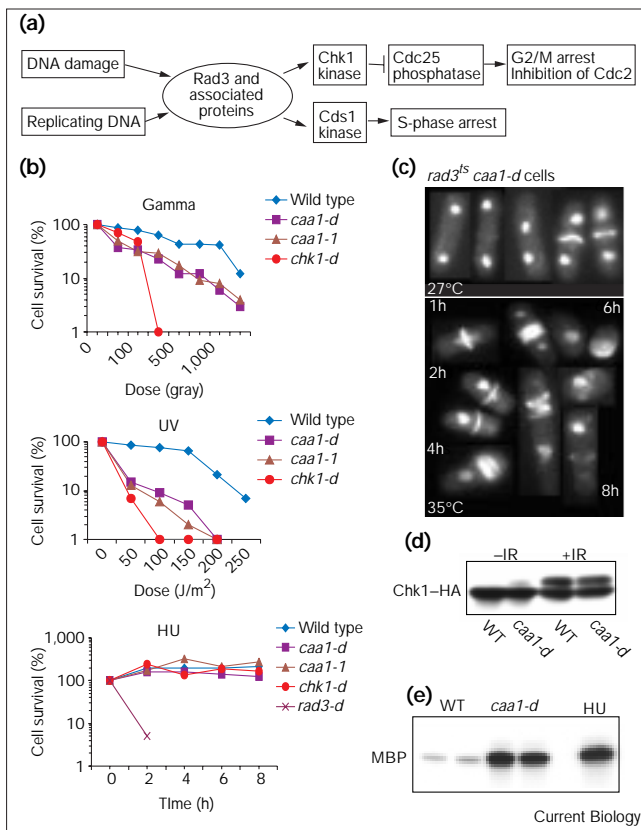 (a)
DNA damage
Replicating DNA
Rad3 and
associated
proteins
Chk1
kinase
Cdc25
phosphatase
G2/M arrest
Inhibition of Cdc2
Cds1
kinase
S-phase arrest
(b)
Gamma
Wild type
caa1-d
caa1-1
chk1-d
Cell survival (%)
100
10
1
0 100 500 1,000
Dose (gray)
UV
Wild type
caa1-d
caa1-1
chk1-d
Cell survival (%)
100
10
1
0 50 100 150 200 250
Dose (J/m²)
HU
Wild type
caa1-d
caa1-1
chk1-d
rad3-d
Cell survival (%)
1,000
100
10
1
0 2 4 6 8
TIme (h)
(c)
rad3ts caa1-d cells
27°C
1h 6h
2h
4h
8h
35°C
(d)
–IR +IR
Chk1–HA
WT caa1-d WT caa1-d
(e)
WT caa1-d HU
MBP
Current Biology